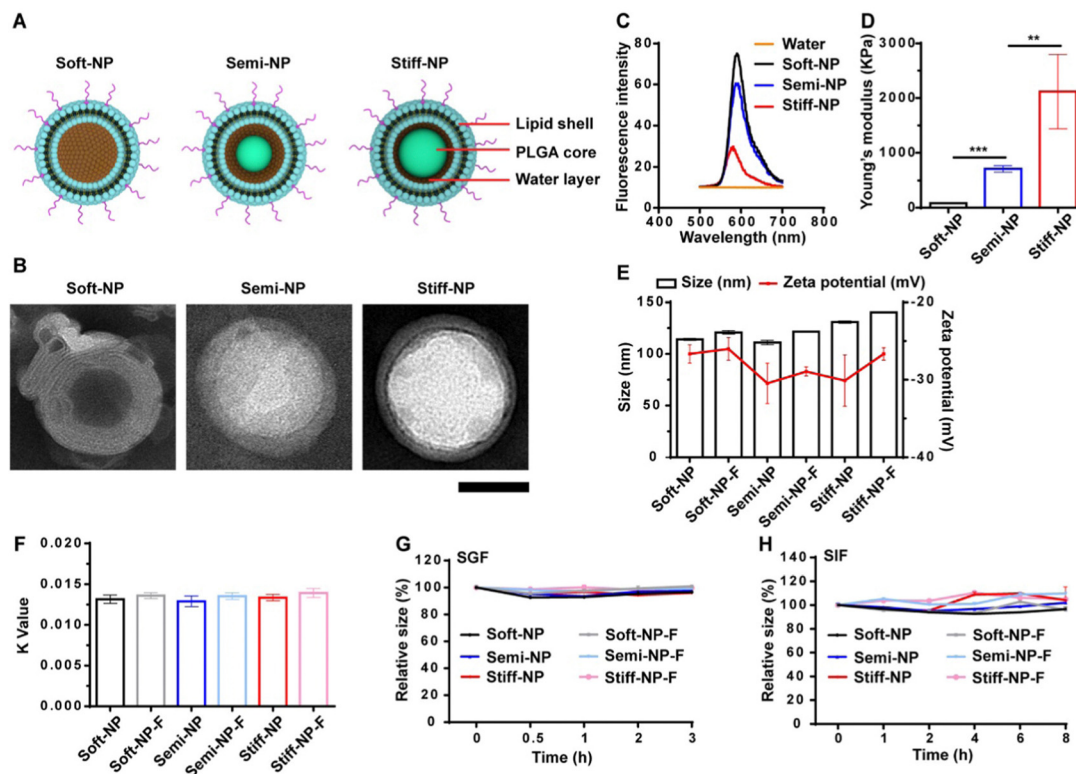 A
Soft-NP
Semi-NP
Stiff-NP
Lipid shell
PLGA core
Water layer
B
Soft-NP
Semi-NP
Stiff-NP
C
Fluorescence intensity
80
60
40
20
0
400
500
600
700
800
Wavelength (nm)
Water
Soft-NP
Semi-NP
Stiff-NP
D
Young's modulus (KPa)
3000
2000
1000
0
***
**
Soft-NP
Semi-NP
Stiff-NP
E
Size (nm)
Zeta potential (mV)
Size (nm)
150
100
50
0
-20
-30
-40
Zeta potential (mV)
Soft-NP
Soft-NP-F
Semi-NP
Semi-NP-F
Stiff-NP
Stiff-NP-F
F
K Value
0.020
0.015
0.010
0.005
0.000
Soft-NP
Soft-NP-F
Semi-NP
Semi-NP-F
Stiff-NP
Stiff-NP-F
G
SGF
Relative size (%)
120
100
80
60
40
20
0
Soft-NP
Semi-NP
Stiff-NP
Soft-NP-F
Semi-NP-F
Stiff-NP-F
0
0.5
1
2
3
Time (h)
H
SIF
Relative size (%)
140
120
100
80
60
40
20
0
Soft-NP
Semi-NP
Stiff-NP
Soft-NP-F
Semi-NP-F
Stiff-NP-F
0
1
2
4
6
8
Time (h)